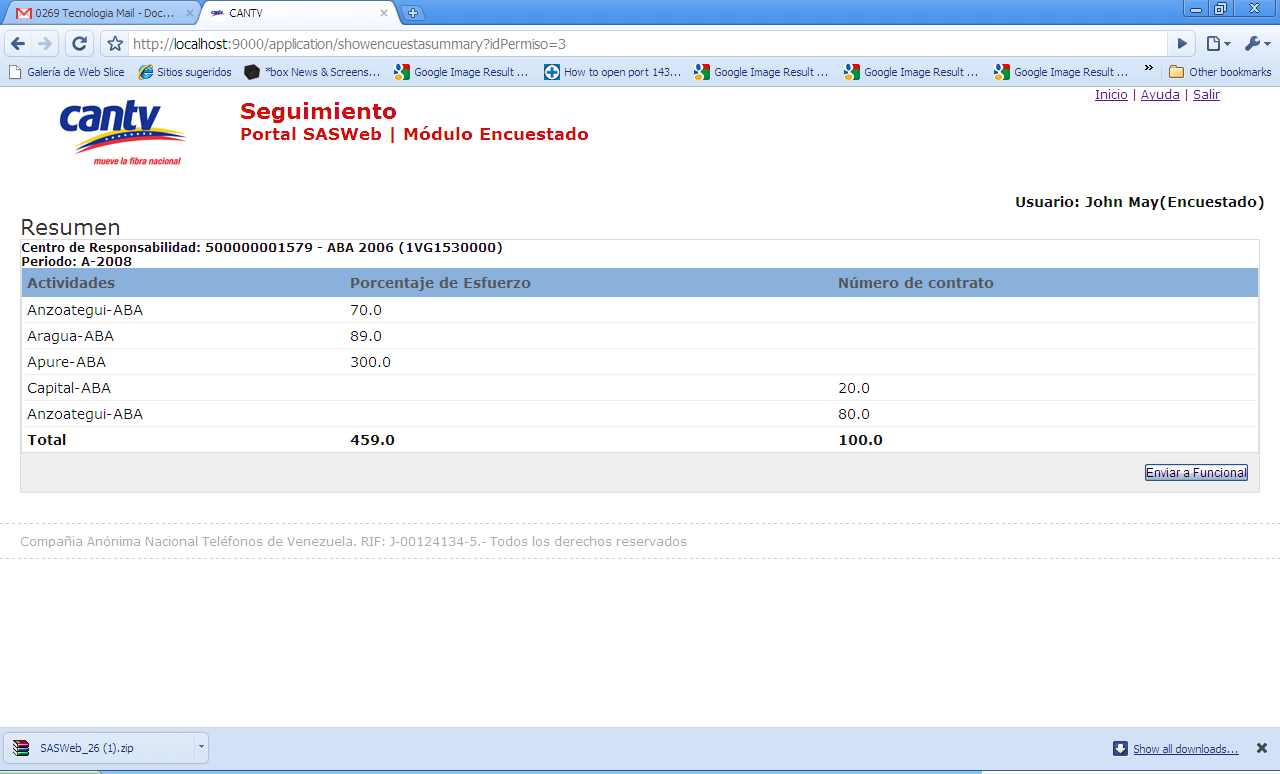 0269 Tecnologia Mail - Doc...
CANTV
http://localhost:9000/application/showencuestasummary?idPermiso=3
Galería de Web Slice
Sitios sugeridos
*box News & Screens...
Google Image Result ...
How to open port 143...
Google Image Result ...
Google Image Result ...
Google Image Result ...
»
Other bookmarks
Inicio | Ayuda | Salir
cantv
mueve la fibra nacional
Seguimiento
Portal SASWeb | Módulo Encuestado
Usuario: John May(Encuestado)
Resumen
Centro de Responsabilidad: 500000001579 - ABA 2006 (1VG1530000)
Periodo: A-2008
Actividades Porcentaje de Esfuerzo Número de contrato
Anzoategui-ABA 70.0
Aragua-ABA 89.0
Apure-ABA 300.0
Capital-ABA 20.0
Anzoategui-ABA 80.0
Total 459.0 100.0
Enviar a Funcional
Compañia Anónima Nacional Teléfonos de Venezuela. RIF: J-00124134-5.- Todos los derechos reservados
SASWeb_26 (1).zip
Show all downloads...